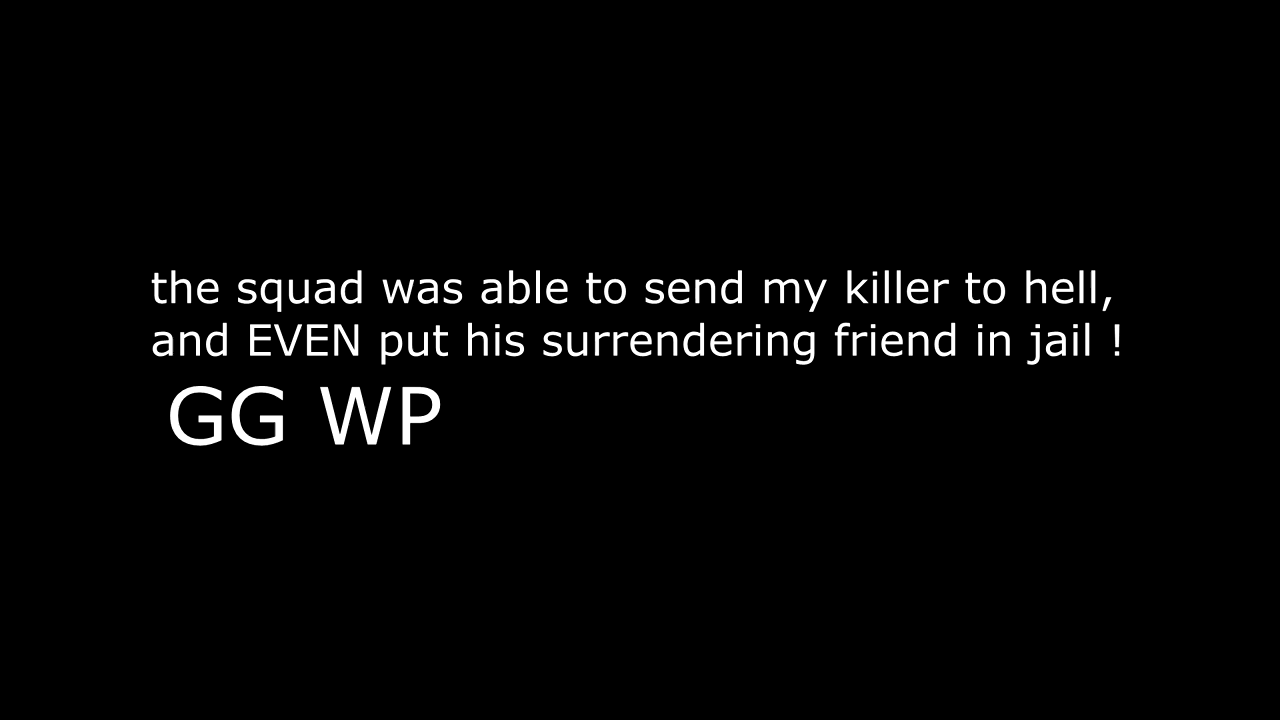 the squad was able to send my killer to hell,
and EVEN put his surrendering friend in jail !
GG WP